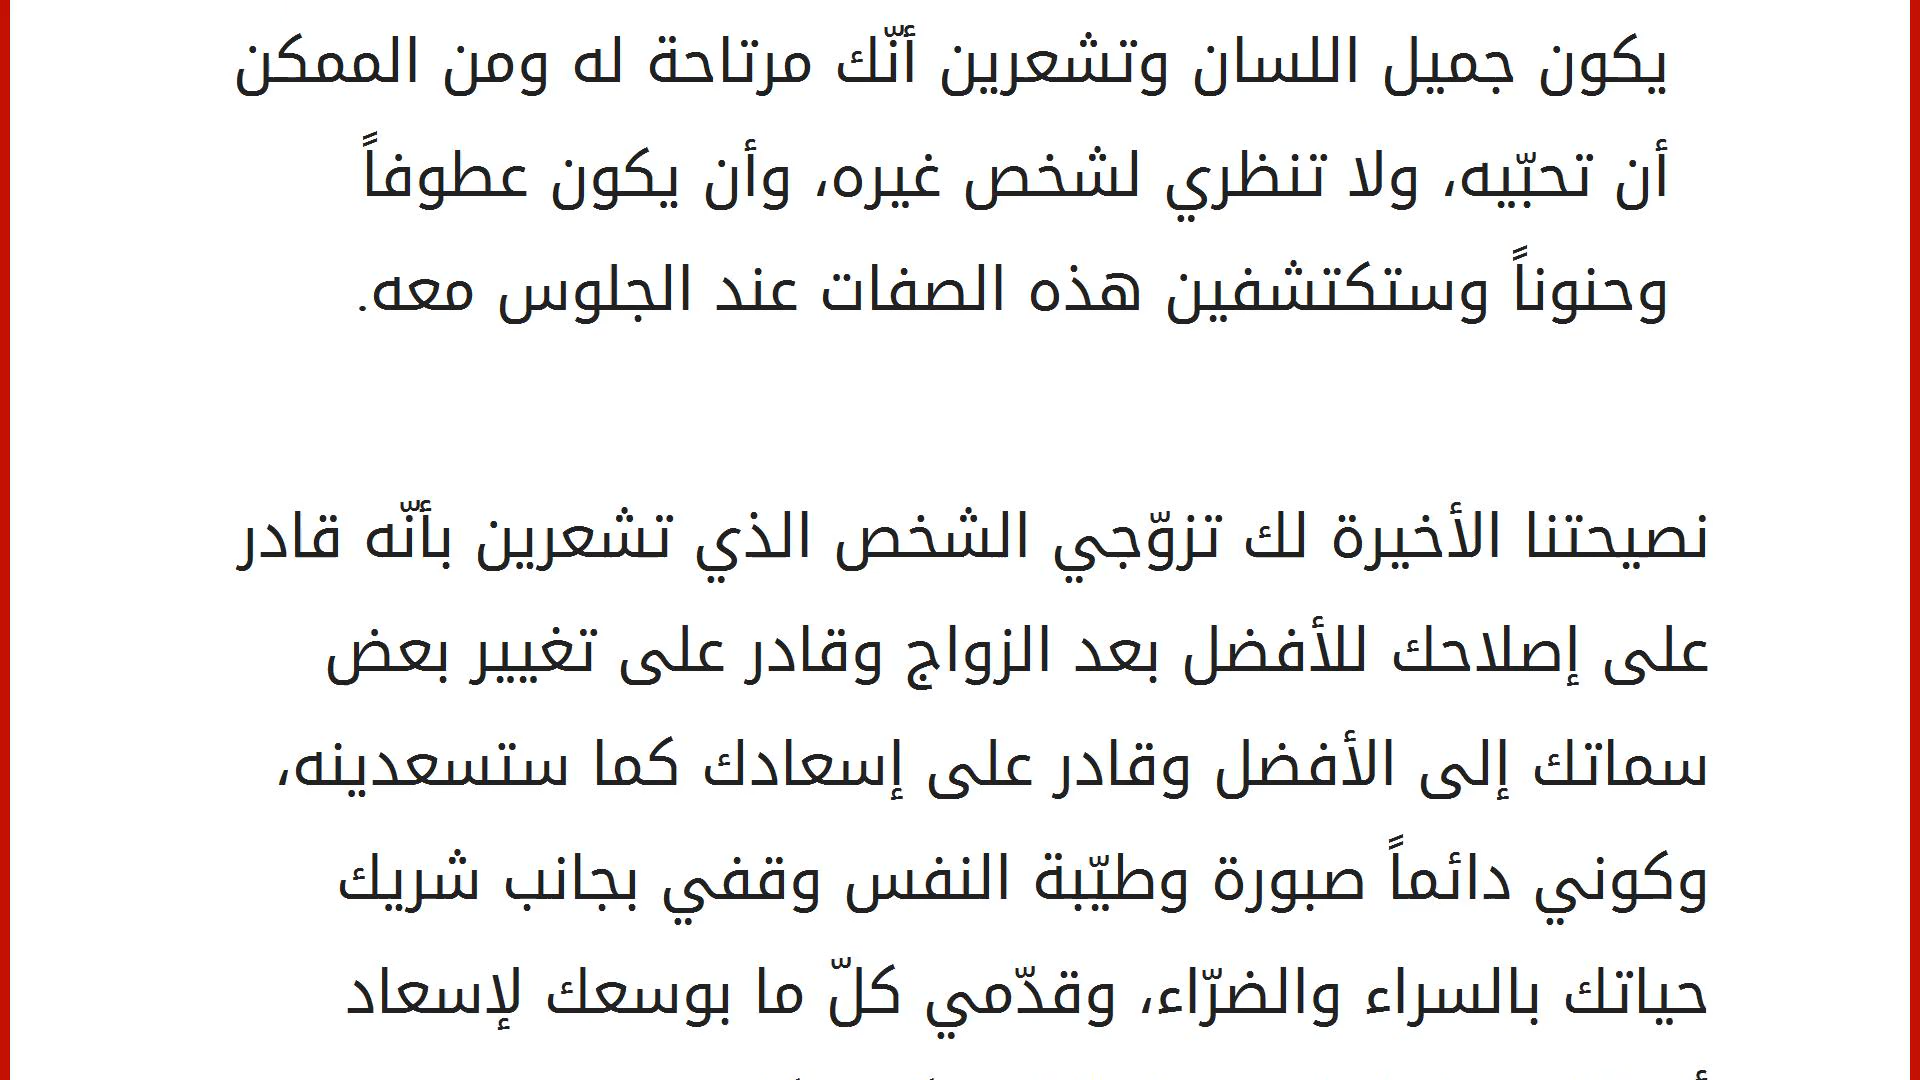 يكون جميل اللسان وتشعرين أنّك مرتاحة له ومن الممكن
أن تحبّيه، ولا تنظري لشخص غيره، وأن يكون عطوفاً
وحنوناً وستكتشفين هذه الصفات عند الجلوس معه.
نصيحتنا الأخيرة لك تزوّجي الشخص الذي تشعرين بأنّه قادر
على إصلاحك للأفضل بعد الزواج وقادر على تغيير بعض
سماتك إلى الأفضل وقادر على إسعادك كما ستسعدينه،
وكوني دائماً صبورة وطيّبة النفس وقفي بجانب شريك
حياتك بالسراء والضرّاء، وقدّمي كلّ ما بوسعك لإسعاد